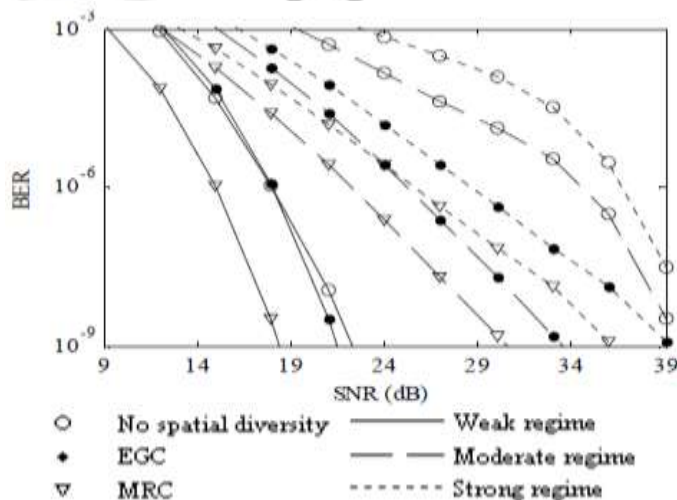 10-3
10-6
10-9
BER
9 14 19 24 29 34 39
SNR (dB)
No spatial diversity Weak regime
EGC Moderate regime
MRC Strong regime